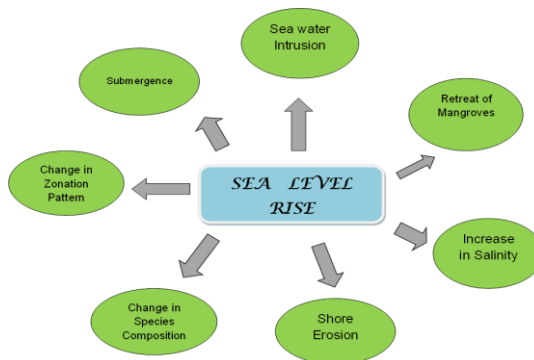 Sea water
Intrusion
Submergence
Retreat of
Mangroves
Change in
Zonation
Pattern
SEA LEVEL
RISE
Increase
in Salinity
Change in
Species
Composition
Shore
Erosion